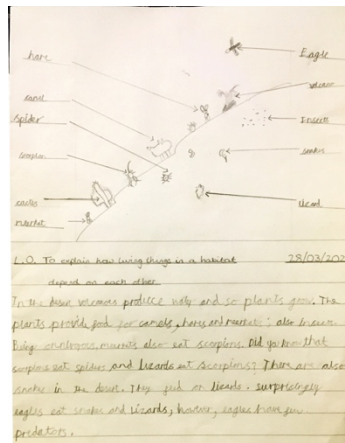 hare
camel
spider
scorpion
cactus
meerkat
Eagle
volcano
Insects
snakes
Lizard
L.O. To explain how living things in a habitat 28/03/202
depend on each other
In the desert volcanoes produce and so plants grow. The
plants provide food for camels, hares and meerkat; also insects.
Being omnivores, meerkats also eat scorpions. Did you know that
scorpions eat spiders and lizards eat scorpions? There are also
snakes in the desert. They feed on lizards. Surprisingly
eagles eat snakes and lizards, however, eagles have few
predators.